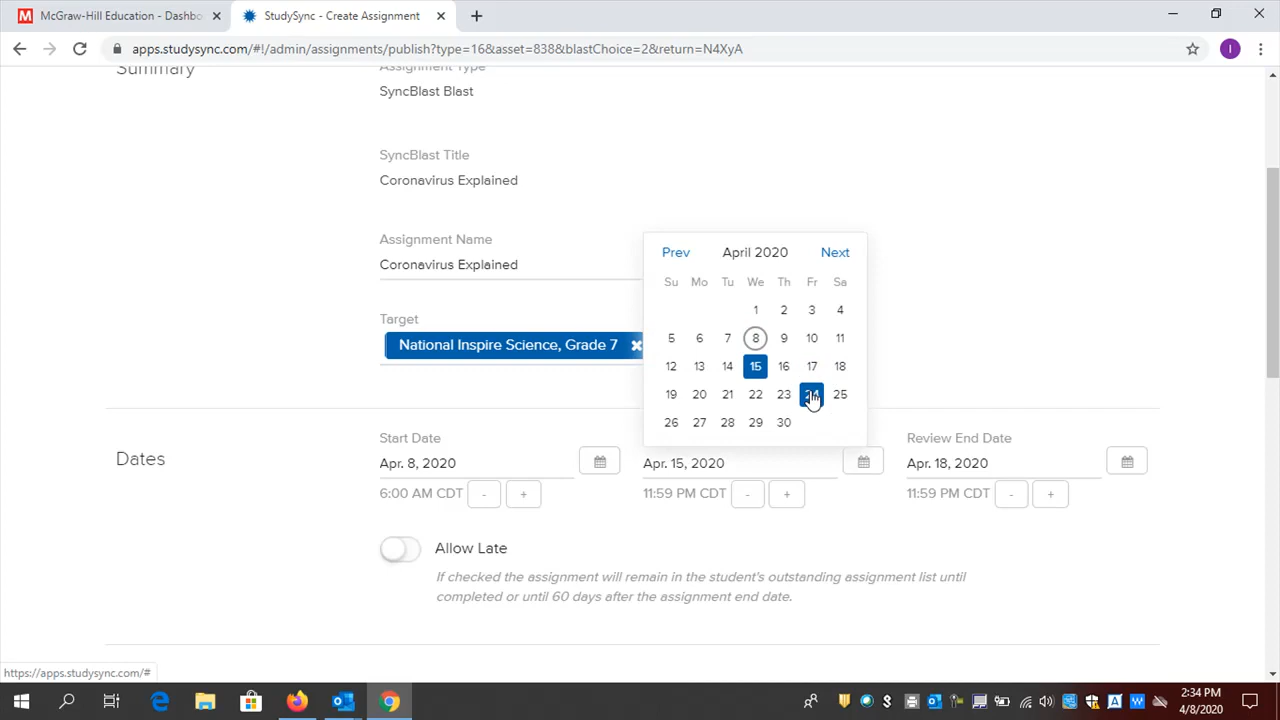 McGraw-Hill Education - Dashbo
StudySync - Create Assignment
apps.studysync.com/#!/admin/assignments/publish?type=16&asset=838&blastChoice=2&return=N4XyA
I
Summary
Assignment Type
SyncBlast Blast
SyncBlast Title
Coronavirus Explained
Assignment Name
Coronavirus Explained
Target
National Inspire Science, Grade 7
Prev April 2020 Next
Su Mo Tu We Th Fr Sa
1 2 3 4
5 6 7 8 9 10 11
12 13 14 15 16 17 18
19 20 21 22 23 24 25
26 27 28 29 30
Dates
Start Date
Apr. 8, 2020
6:00 AM CDT - +
Apr. 15, 2020
11:59 PM CDT - +
Review End Date
Apr. 18, 2020
11:59 PM CDT - +
Allow Late
If checked the assignment will remain in the student's outstanding assignment list until
completed or until 60 days after the assignment end date.
https://apps.studysync.com/#
2:34 PM
4/8/2020